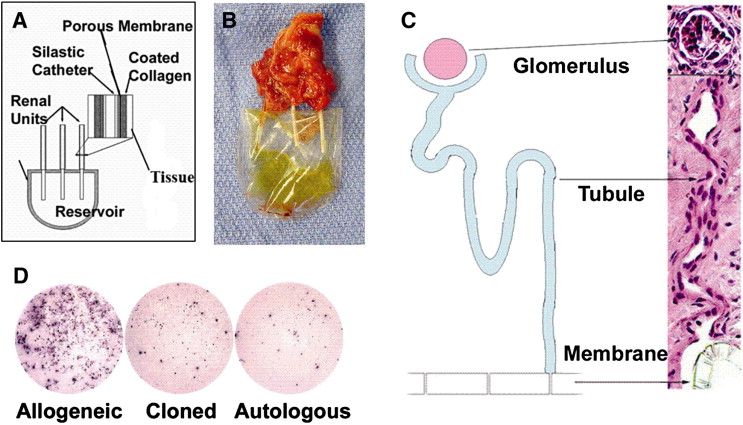 A
Porous Membrane
Silastic
Catheter
Coated
Collagen
Renal
Units
Tissue
Reservoir
B
C
Glomerulus
Tubule
Membrane
D
Allogeneic
Cloned
Autologous